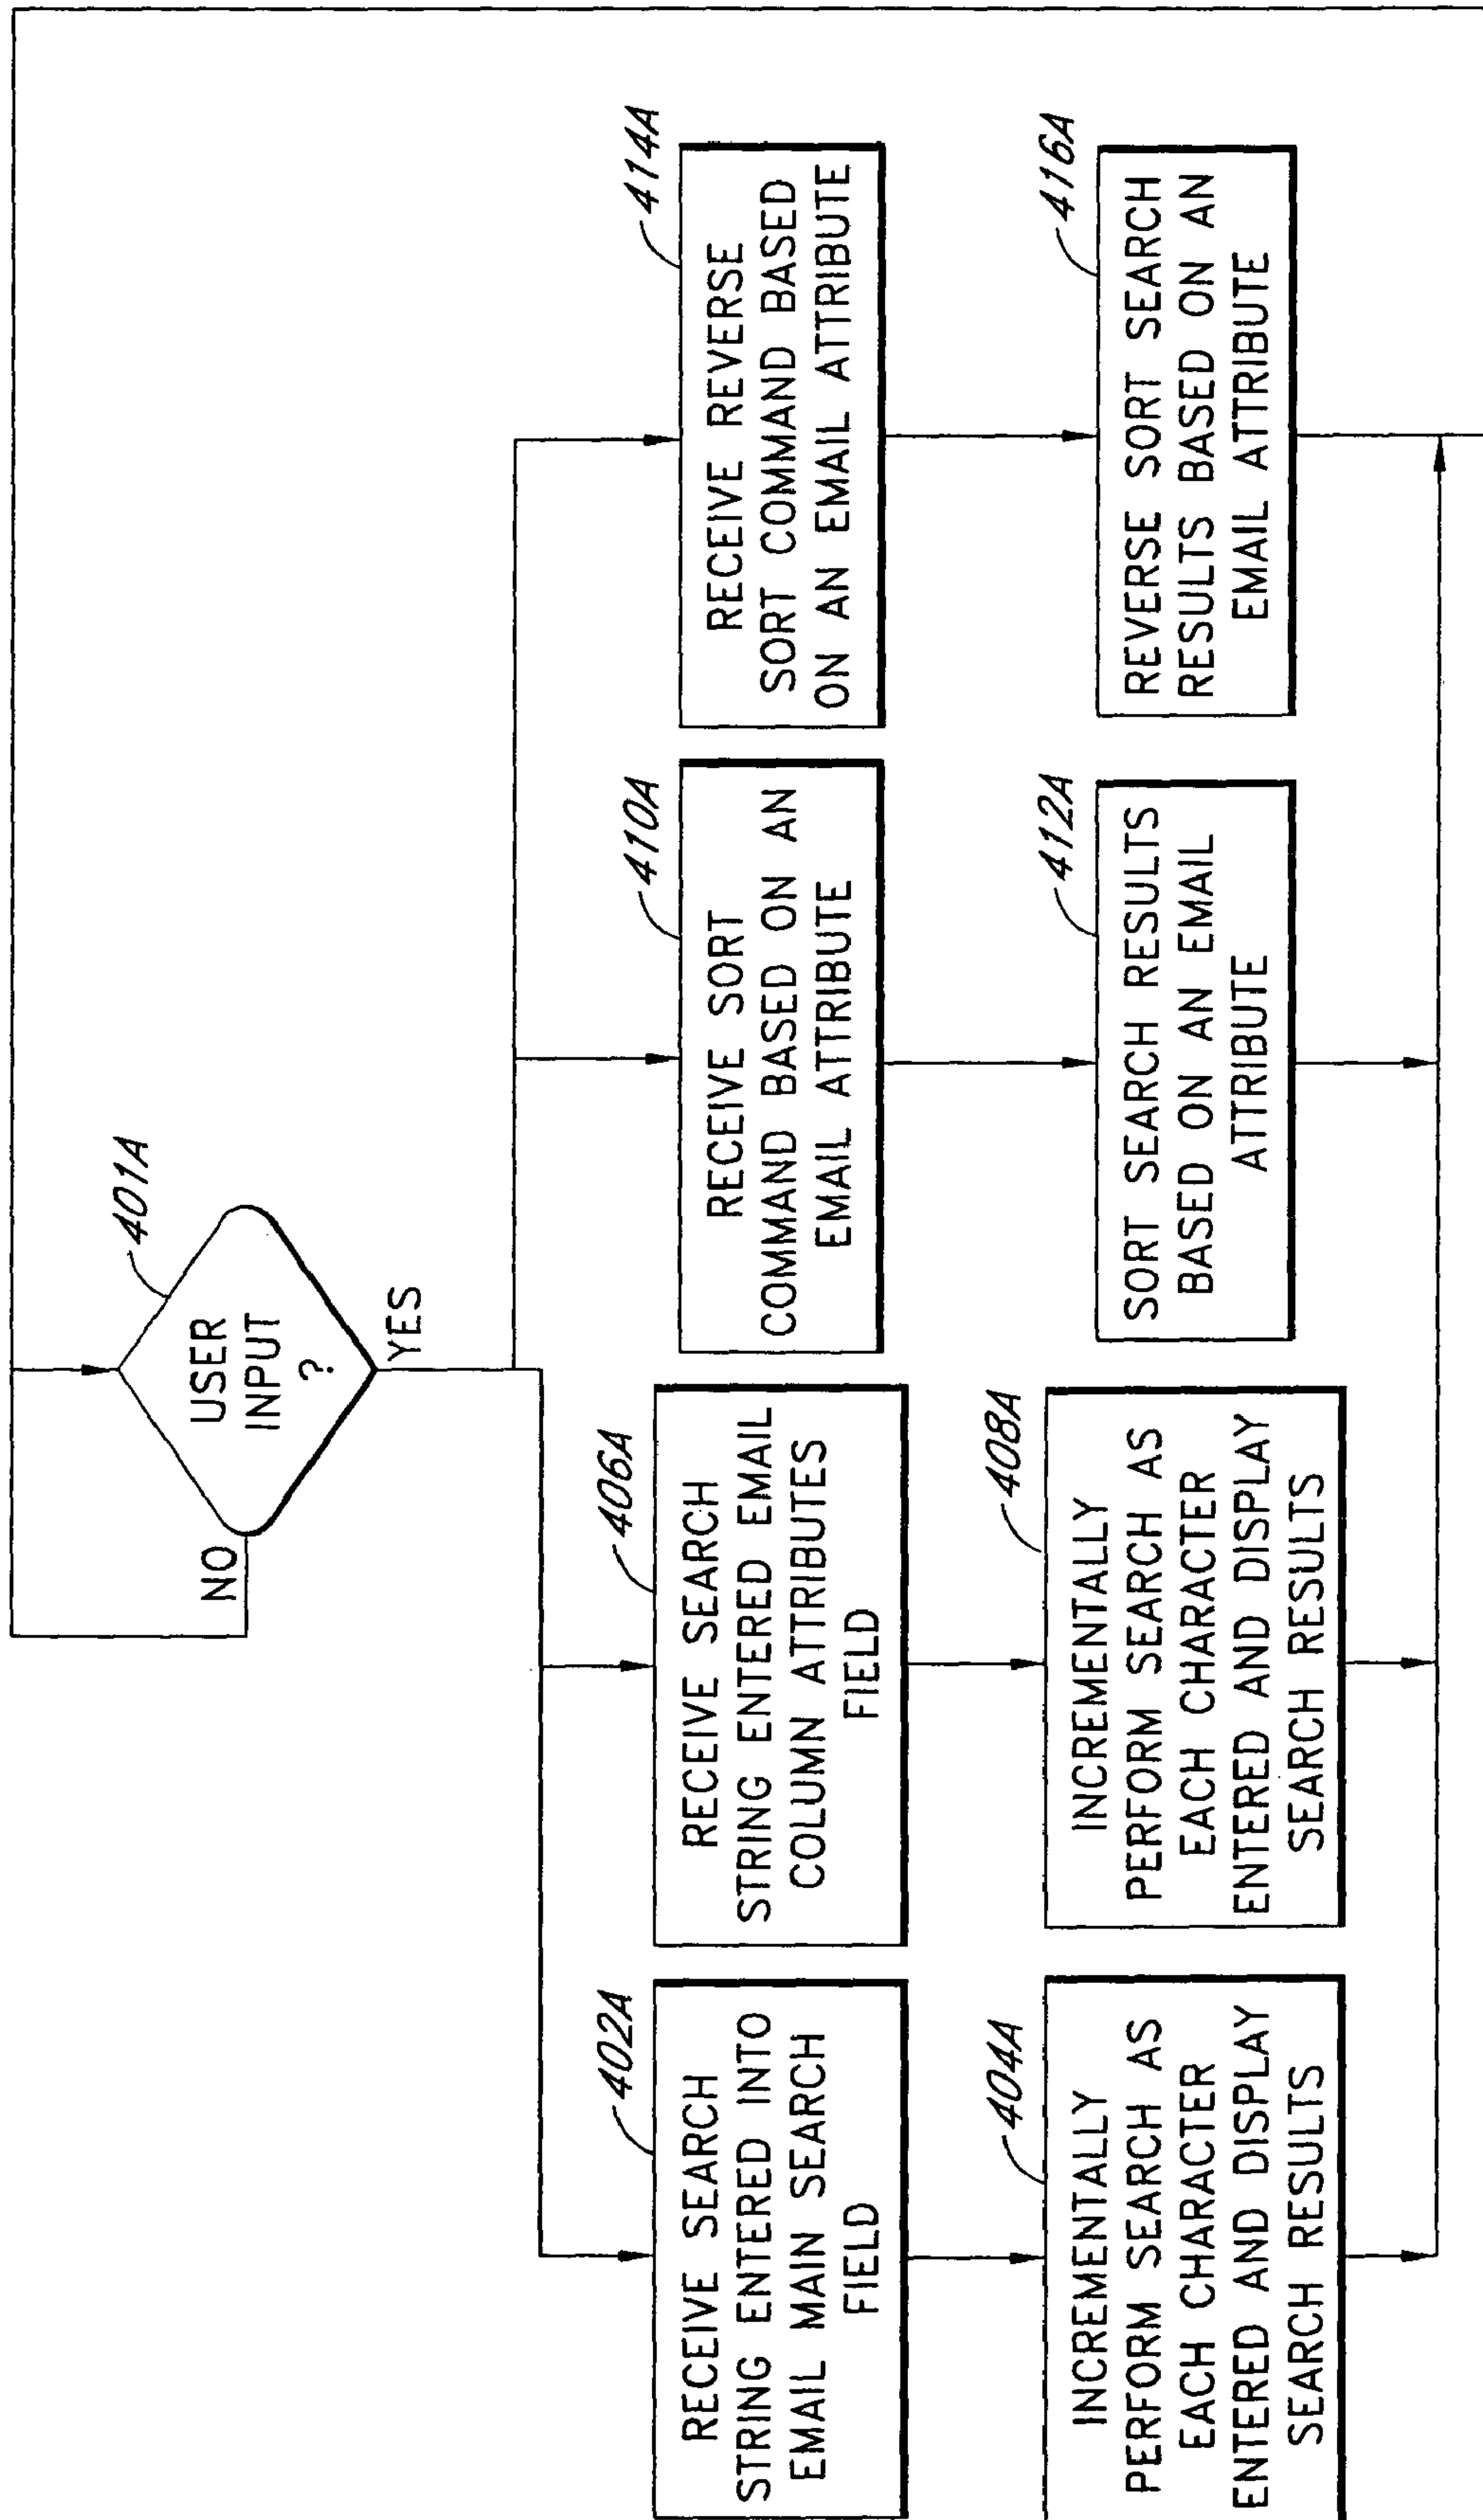 401A
USER
INPUT
?
NO
YES
402A
RECEIVE SEARCH
STRING ENTERED INTO
EMAIL MAIN SEARCH
FIELD
406A
RECEIVE SEARCH
STRING ENTERED EMAIL
COLUMN ATTRIBUTES
FIELD
410A
RECEIVE SORT
COMMAND BASED ON AN
EMAIL ATTRIBUTE
414A
RECEIVE REVERSE
SORT COMMAND BASED
ON AN EMAIL ATTRIBUTE
404A
INCREMENTALLY
PERFORM SEARCH AS
EACH CHARACTER
ENTERED AND DISPLAY
SEARCH RESULTS
408A
INCREMENTALLY
PERFORM SEARCH AS
EACH CHARACTER
ENTERED AND DISPLAY
SEARCH RESULTS
412A
SORT SEARCH RESULTS
BASED ON AN EMAIL
ATTRIBUTE
416A
REVERSE SORT SEARCH
RESULTS BASED ON AN
EMAIL ATTRIBUTE